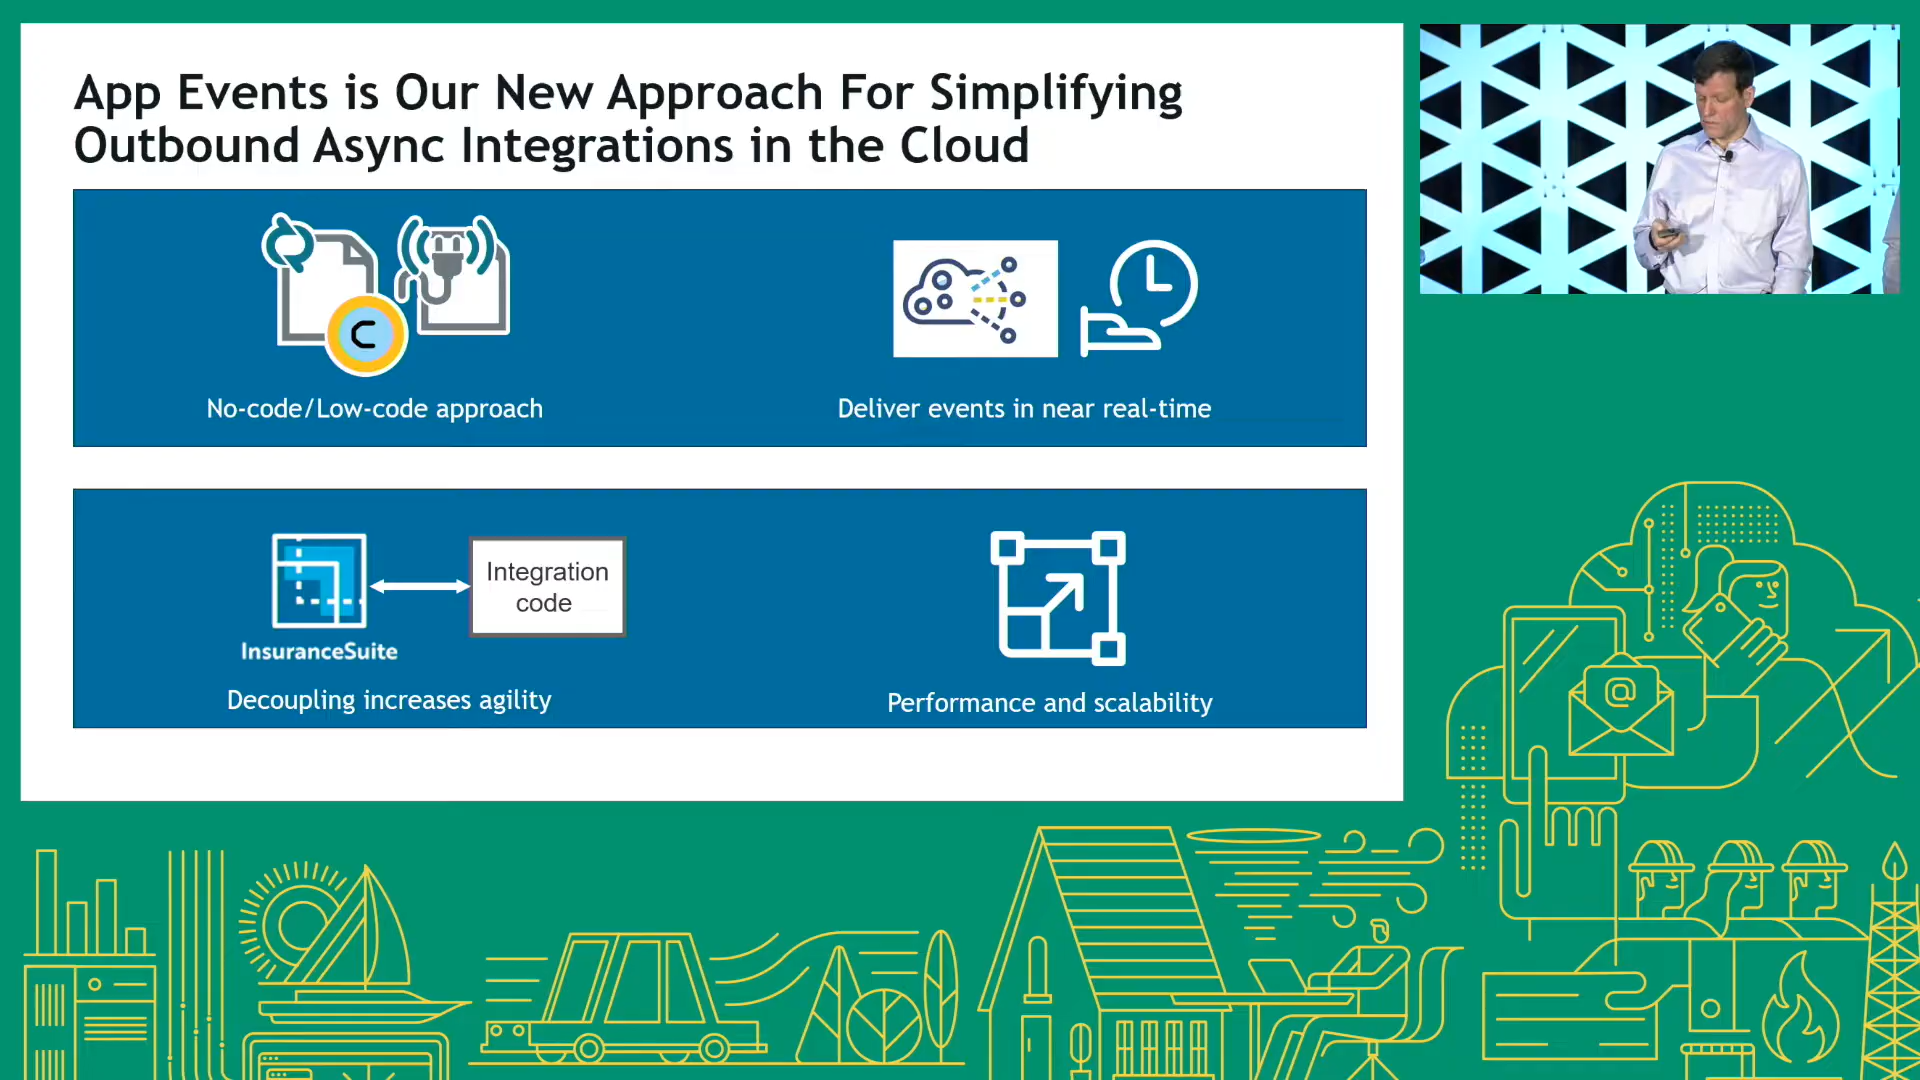 App Events is Our New Approach For Simplifying
Outbound Async Integrations in the Cloud
C
No-code/Low-code approach
Deliver events in near real-time
InsuranceSuite
Integration
code
Decoupling increases agility
Performance and scalability
@